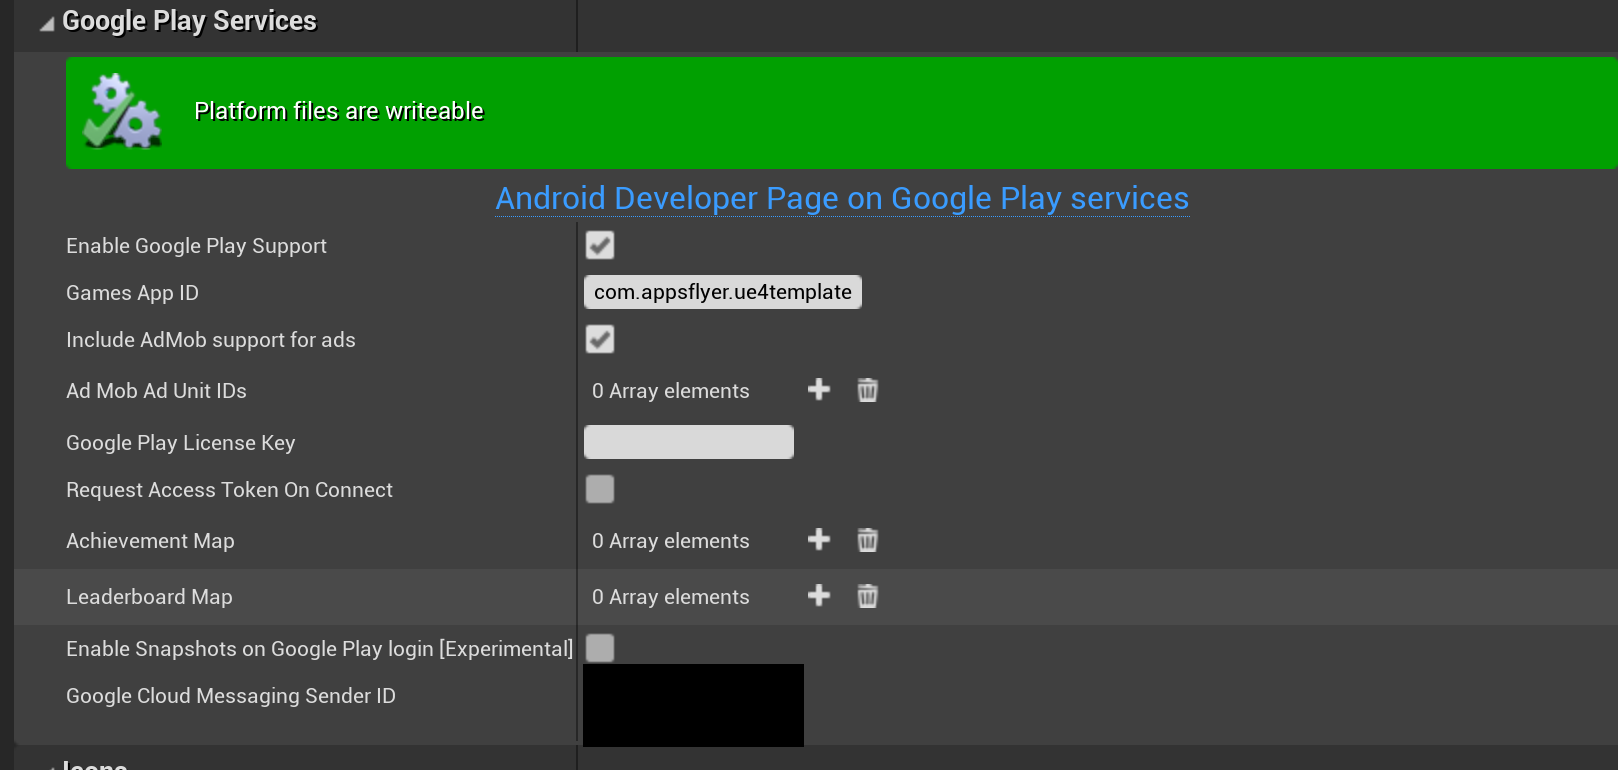 Google Play Services
Platform files are writeable
Android Developer Page on Google Play services
Enable Google Play Support
Games App ID com.appsflyer.ue4template
Include AdMob support for ads
Ad Mob Ad Unit IDs 0 Array elements
Google Play License Key
Request Access Token On Connect
Achievement Map 0 Array elements
Leaderboard Map 0 Array elements
Enable Snapshots on Google Play login [Experimental]
Google Cloud Messaging Sender ID
Icons